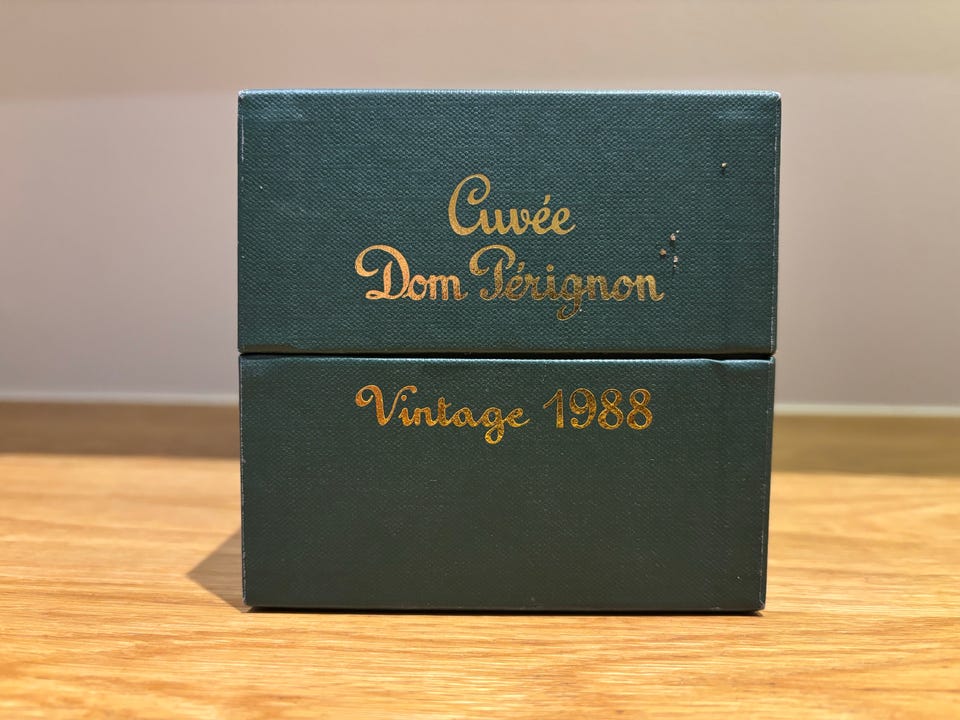 Cuvée
Dom Pérignon
Vintage 1988